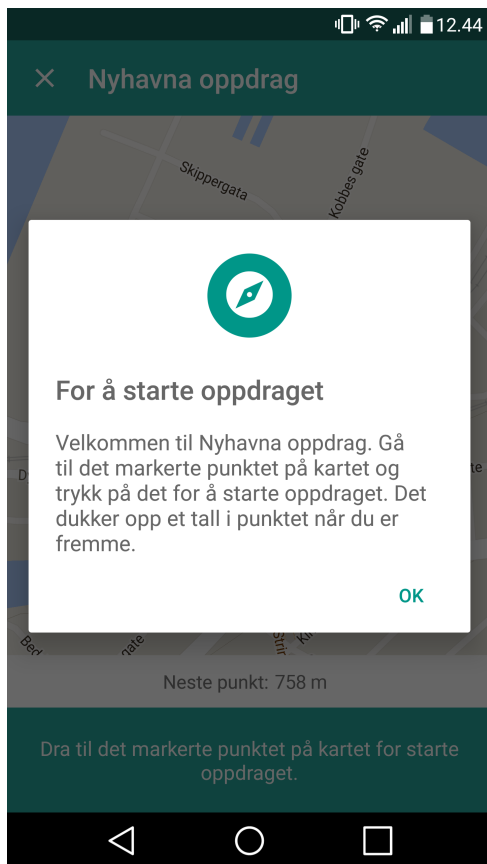 12.44
Nyhavna oppdrag
Skippergata
Kobbes gate
For å starte oppdraget
Velkommen til Nyhavna oppdrag. Gå
til det markerte punktet på kartet og
trykk på det for å starte oppdraget. Det
dukker opp et tall i punktet når du er
fremme.
OK
gate
Neste punkt: 758 m
Dra til det markerte punktet på kartet for starte
oppdraget.